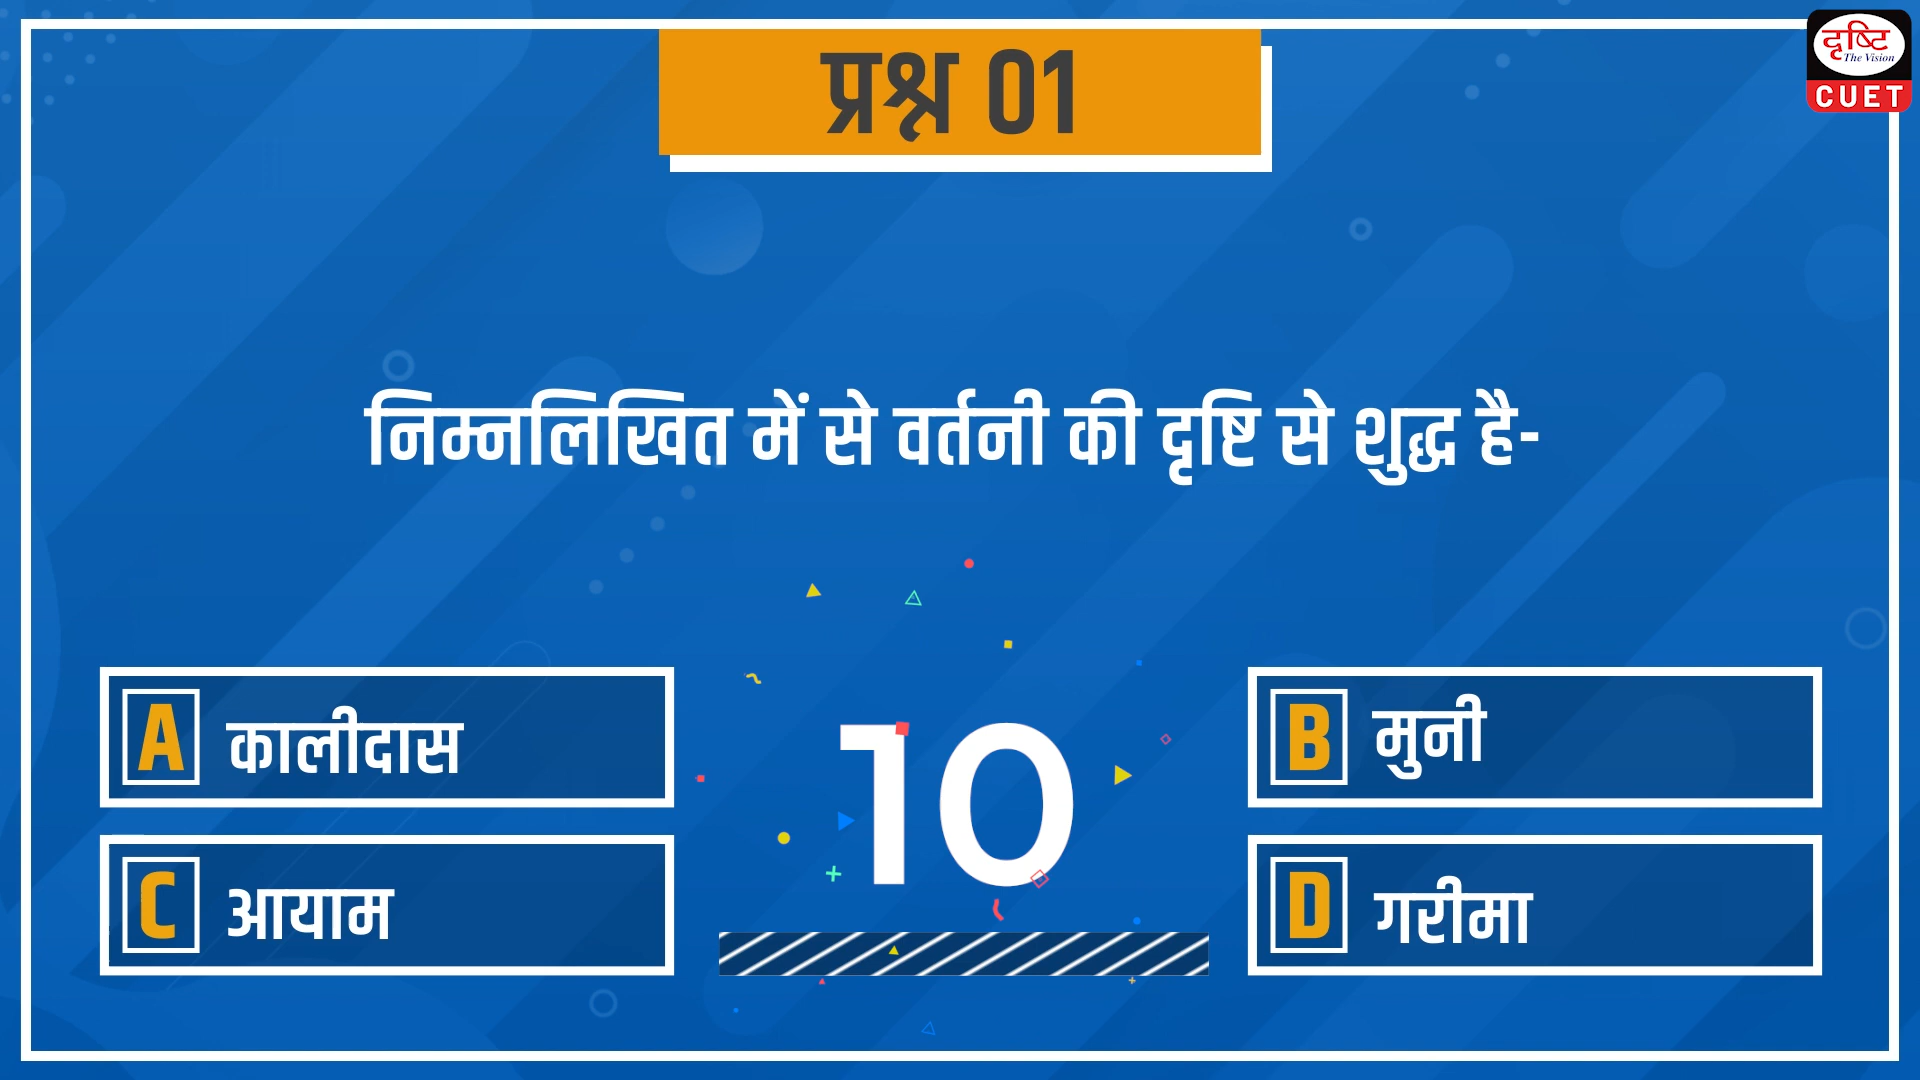 प्रश्न 01
दृष्टि
The Vision
CUET
निम्नलिखित में से वर्तनी की दृष्टि से शुद्ध है-
A कालीदास
B मुनी
10
C आयाम
D गरीमा